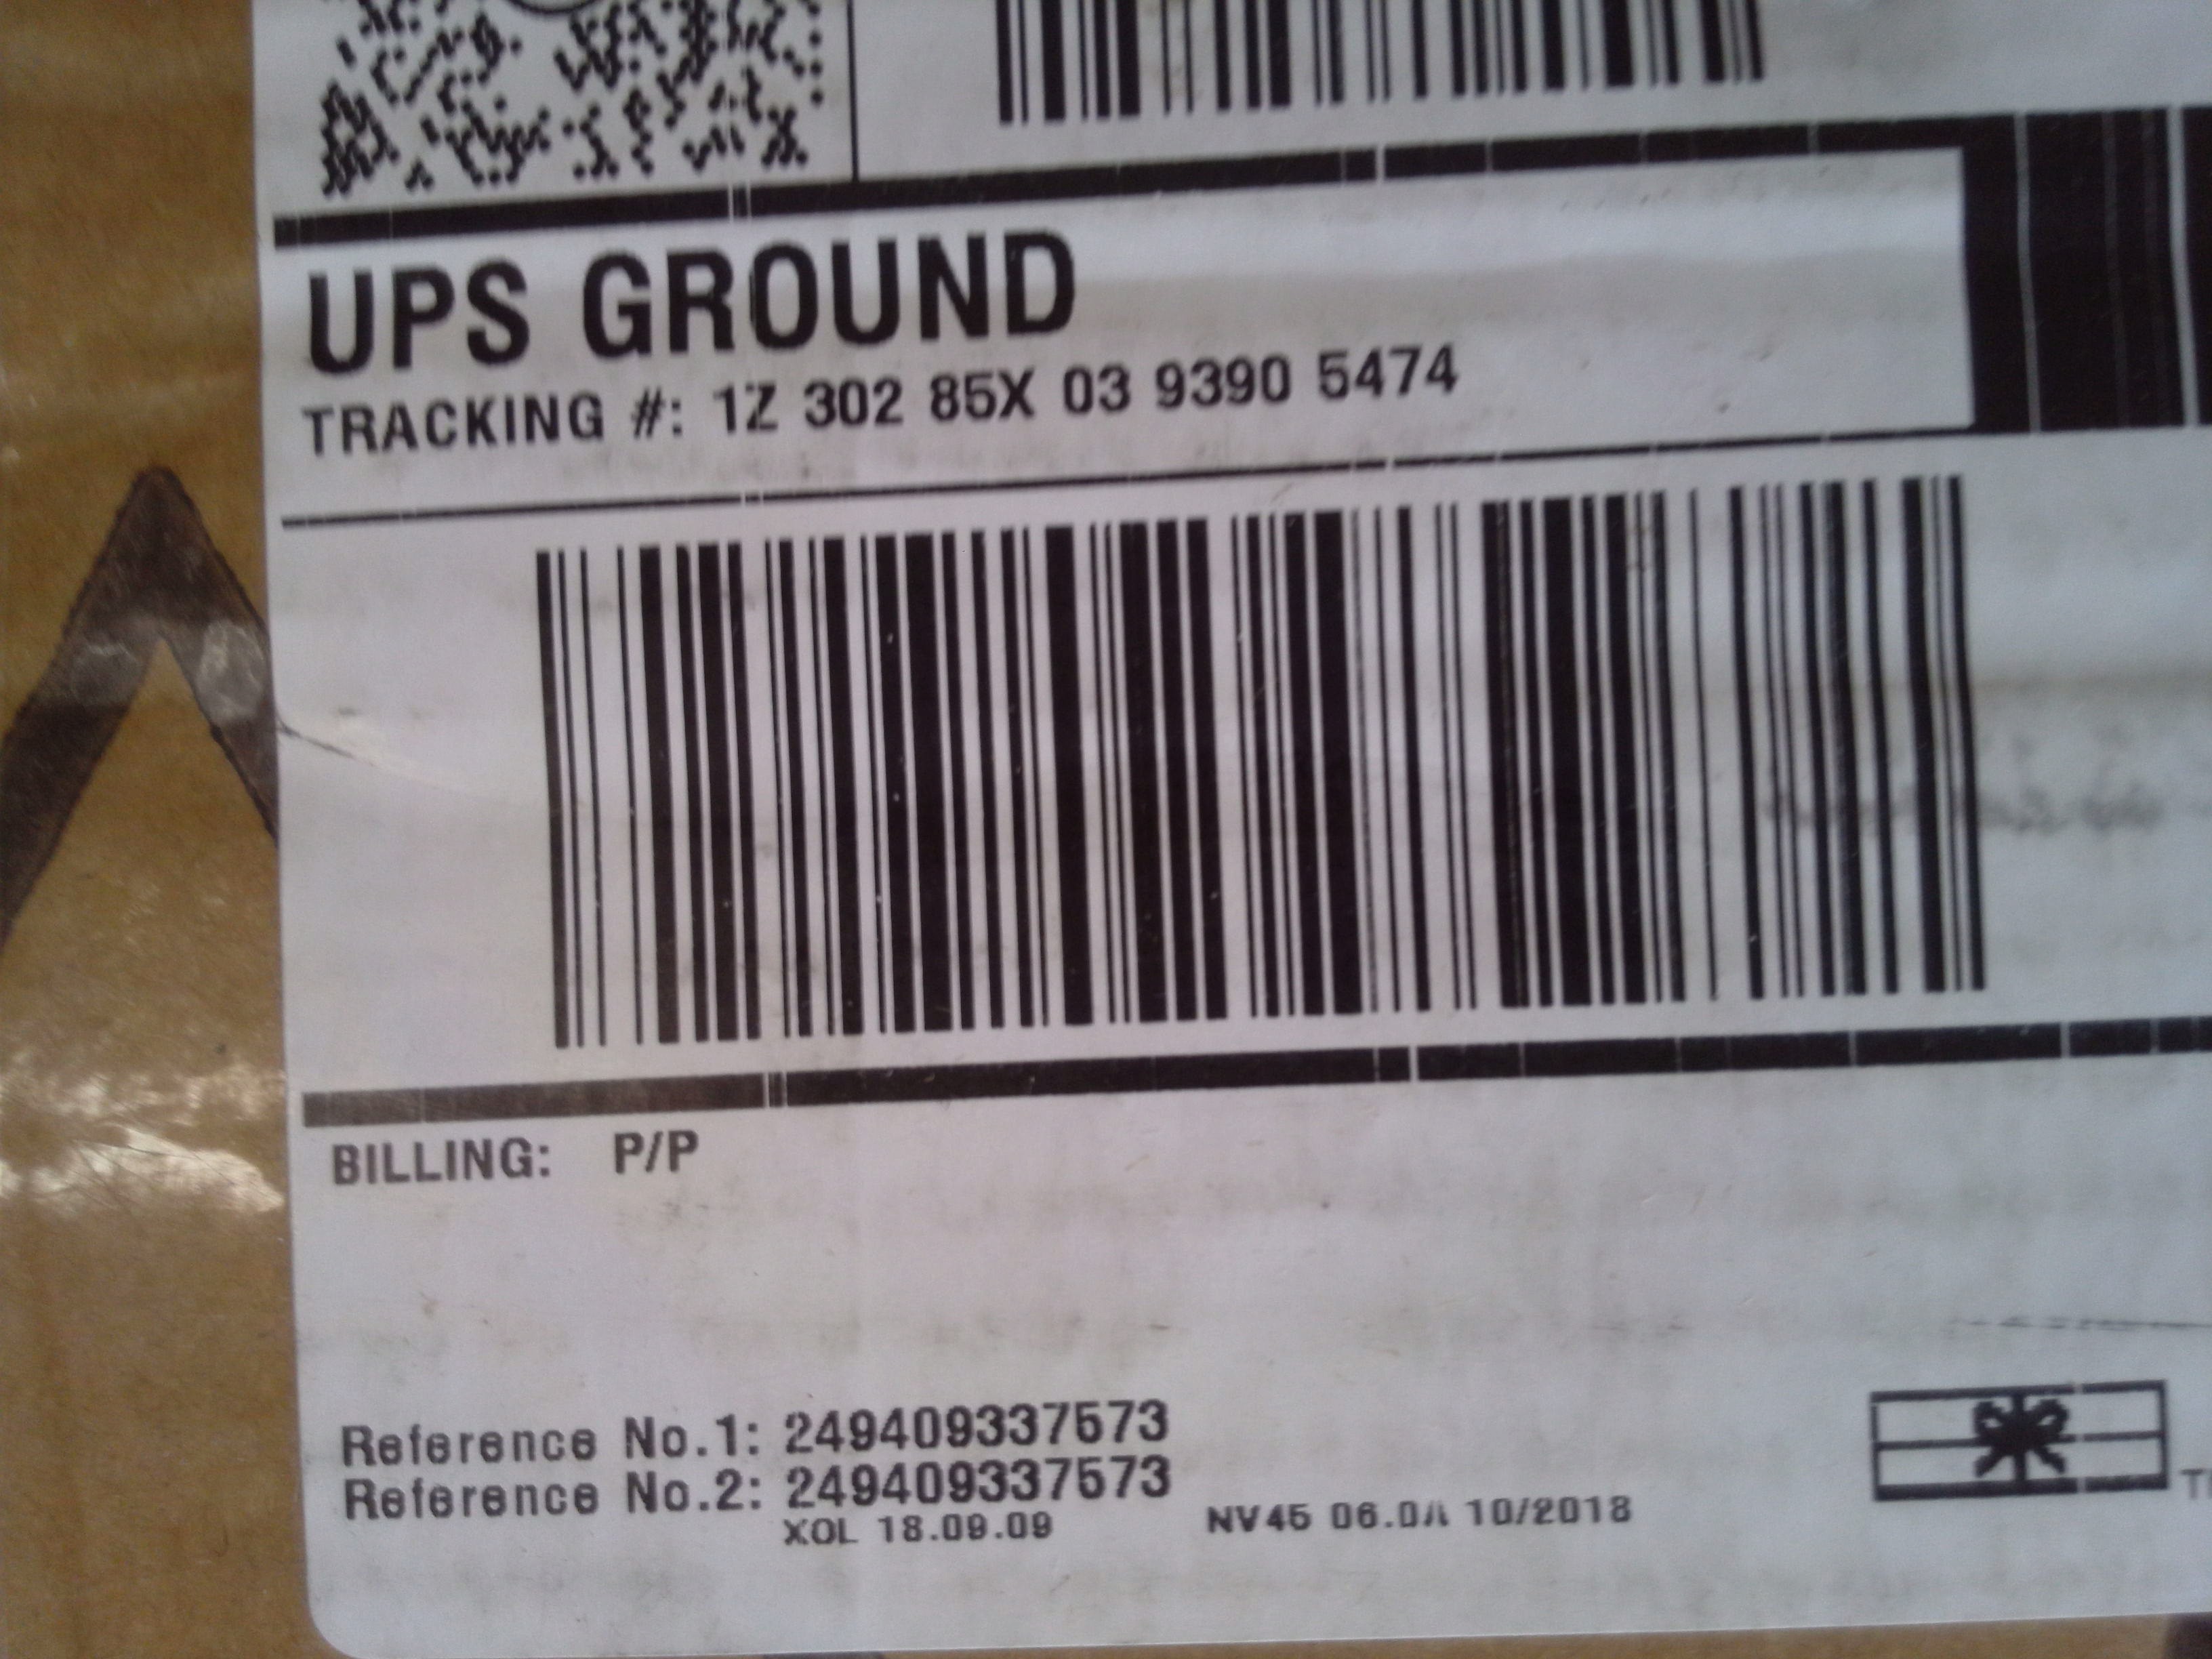 UPS GROUND
TRACKING #: 1Z 302 85X 03 9390 5474
BILLING: P/P
Reference No.1: 249409337573
Reference No.2: 249409337573
XOL 18.09.09 NV45 06.0A 10/2018